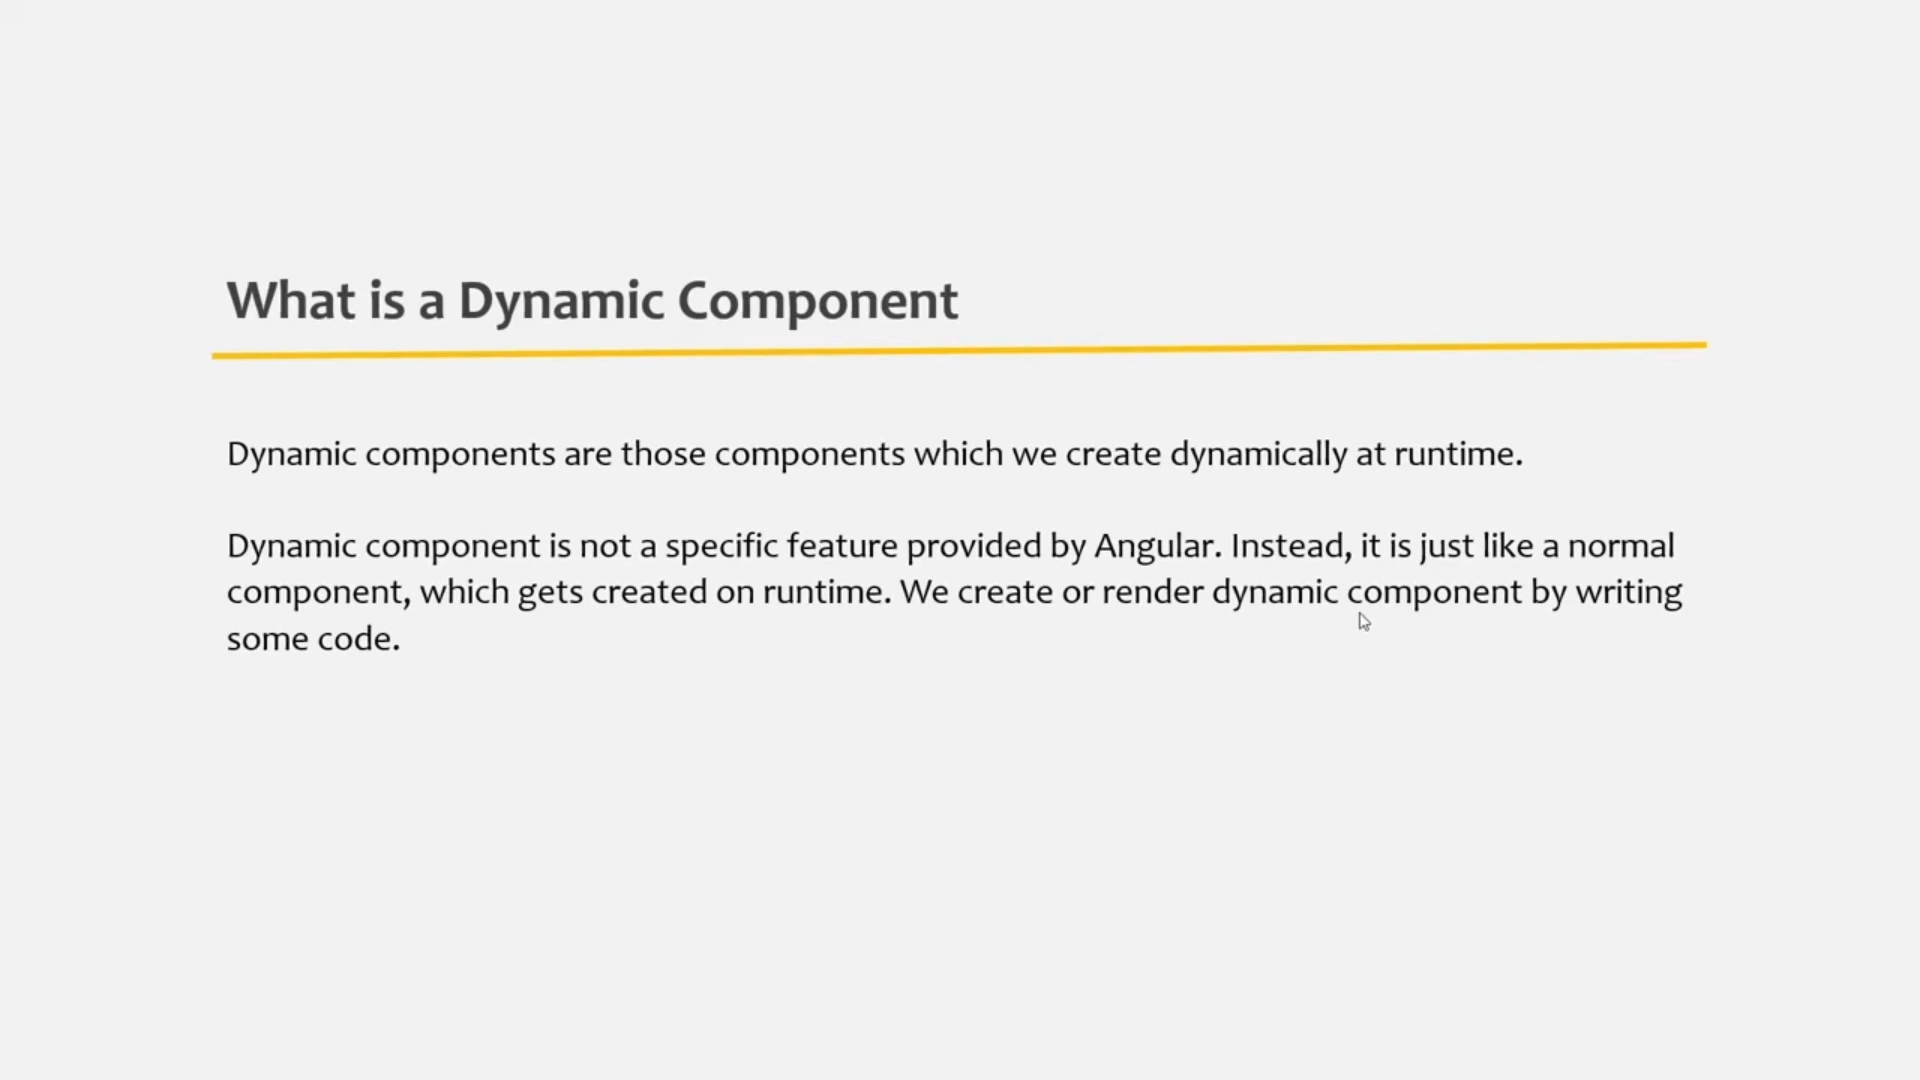 What is a Dynamic Component
Dynamic components are those components which we create dynamically at runtime.
Dynamic component is not a specific feature provided by Angular. Instead, it is just like a normal
component, which gets created on runtime. We create or render dynamic component by writing
some code.